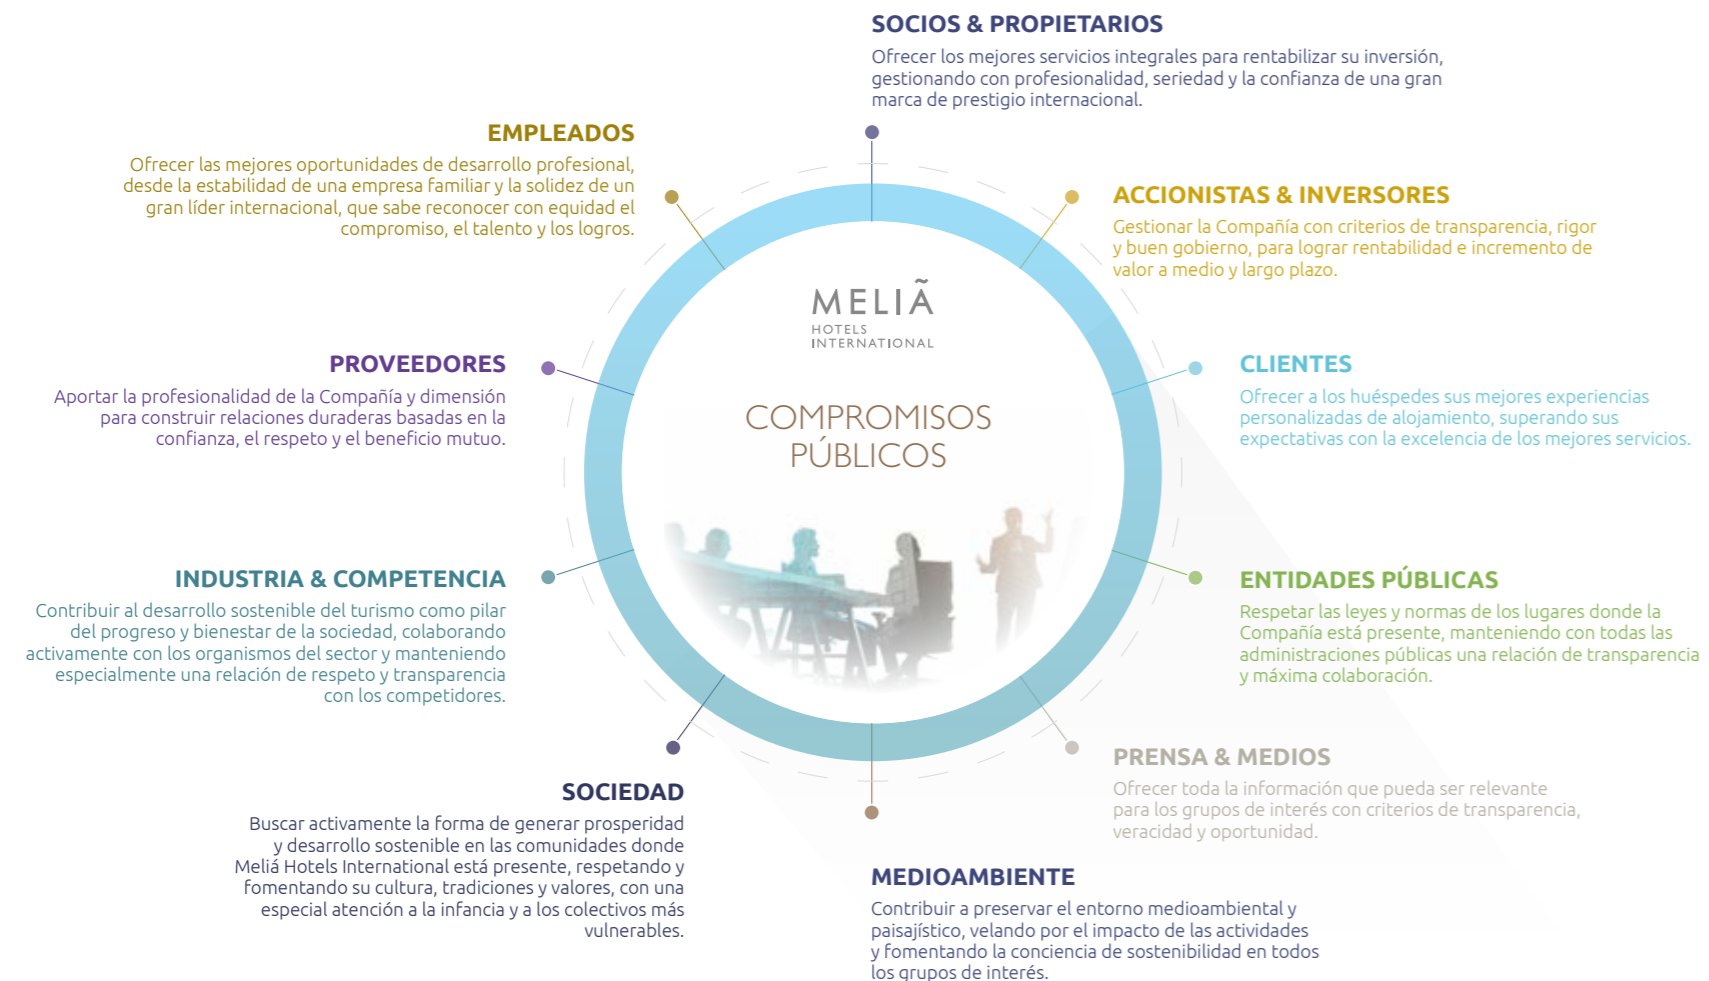 SOCIOS & PROPIETARIOS
Ofrecer los mejores servicios integrales para rentabilizar su inversión,
gestionando con profesionalidad, seriedad y la confianza de una gran
marca de prestigio internacional.
EMPLEADOS
Ofrecer las mejores oportunidades de desarrollo profesional,
desde la estabilidad de una empresa familiar y la solidez de un
gran líder internacional, que sabe reconocer con equidad el
compromiso, el talento y los logros.
ACCIONISTAS & INVERSORES
Gestionar la Compañía con criterios de transparencia, rigor
y buen gobierno, para lograr rentabilidad e incremento de
valor a medio y largo plazo.
MELIÃ
HOTELS
INTERNATIONAL
COMPROMISOS
PÚBLICOS
PROVEEDORES
Aportar la profesionalidad de la Compañía y dimensión
para construir relaciones duraderas basadas en la
confianza, el respeto y el beneficio mutuo.
CLIENTES
Ofrecer a los huéspedes sus mejores experiencias
personalizadas de alojamiento, superando sus
expectativas con la excelencia de los mejores servicios.
INDUSTRIA & COMPETENCIA
Contribuir al desarrollo sostenible del turismo como pilar
del progreso y bienestar de la sociedad, colaborando
activamente con los organismos del sector y manteniendo
especialmente una relación de respeto y transparencia
con los competidores.
ENTIDADES PÚBLICAS
Respetar las leyes y normas de los lugares donde la
Compañía está presente, manteniendo con todas las
administraciones públicas una relación de transparencia
y máxima colaboración.
SOCIEDAD
Buscar activamente la forma de generar prosperidad
y desarrollo sostenible en las comunidades donde
Meliá Hotels International está presente, respetando y
fomentando su cultura, tradiciones y valores, con una
especial atención a la infancia y a los colectivos más
vulnerables.
PRENSA & MEDIOS
Ofrecer toda la información que pueda ser relevante
para los grupos de interés con criterios de transparencia,
veracidad y oportunidad.
MEDIOAMBIENTE
Contribuir a preservar el entorno medioambiental y
paisajístico, velando por el impacto de las actividades
y fomentando la conciencia de sostenibilidad en todos
los grupos de interés.